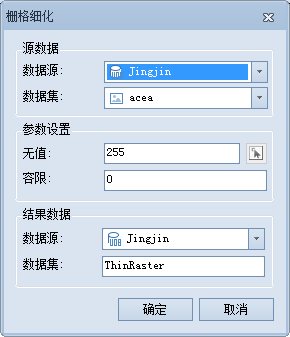 栅格细化
源数据
数据源: Jingjin
数据集: acea
参数设置
无值: 255
容限: 0
结果数据
数据源: Jingjin
数据集: ThinRaster
确定 取消